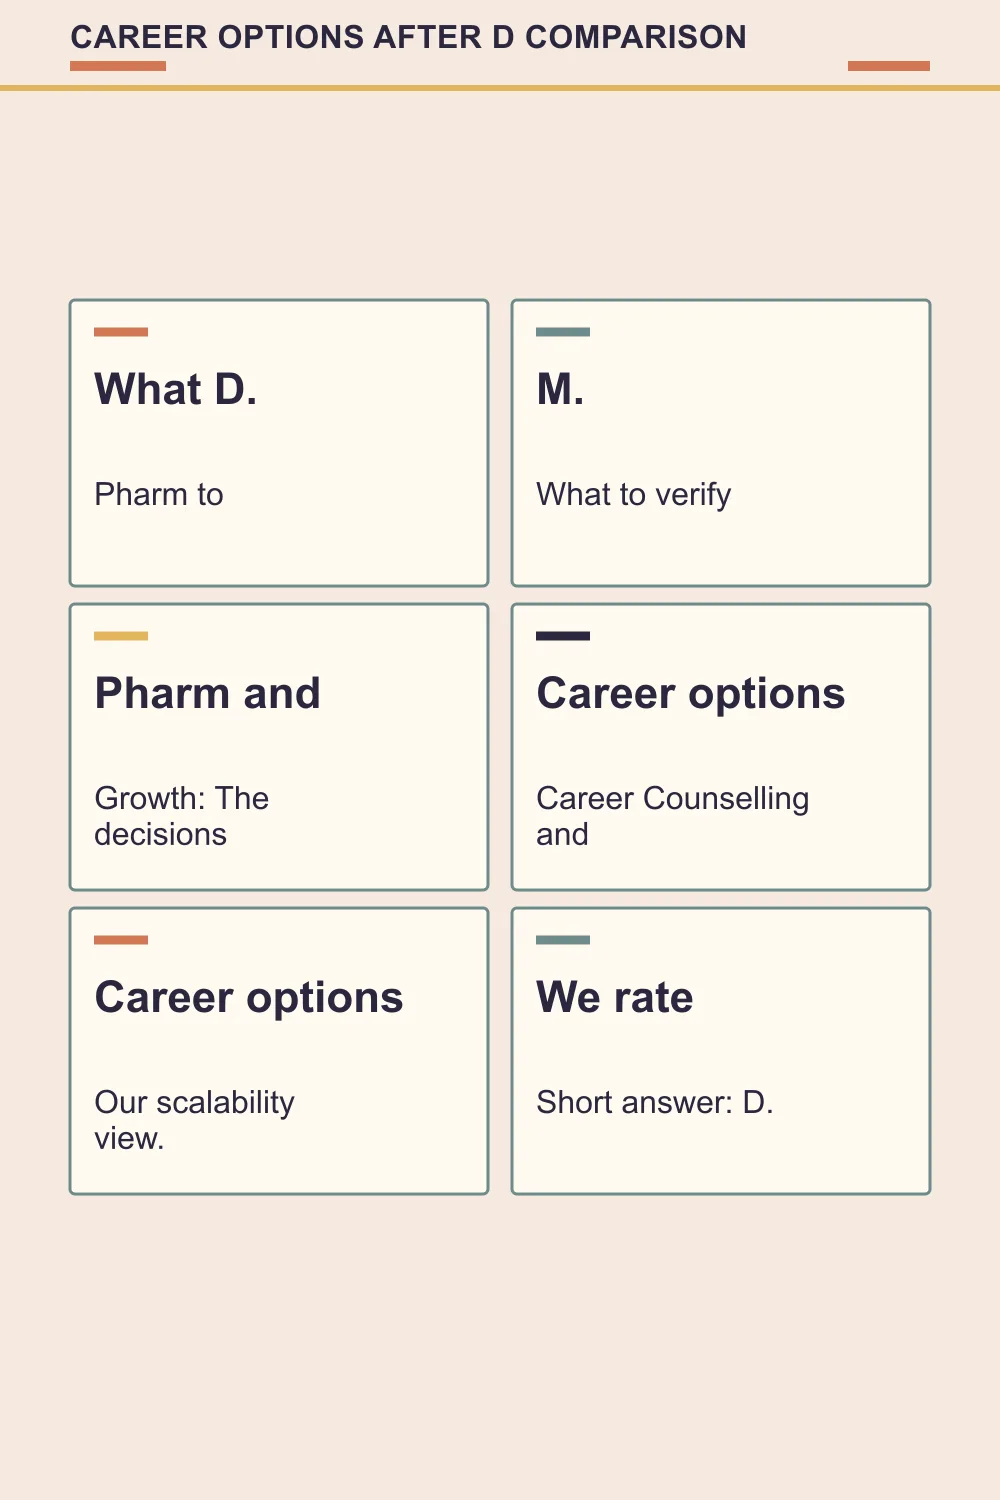 CAREER OPTIONS AFTER D COMPARISON
What D.
Pharm to
M.
What to verify
Pharm and
Growth: The
decisions
Career options
Career Counselling
and
Career options
Our scalability
view.
We rate
Short answer: D.